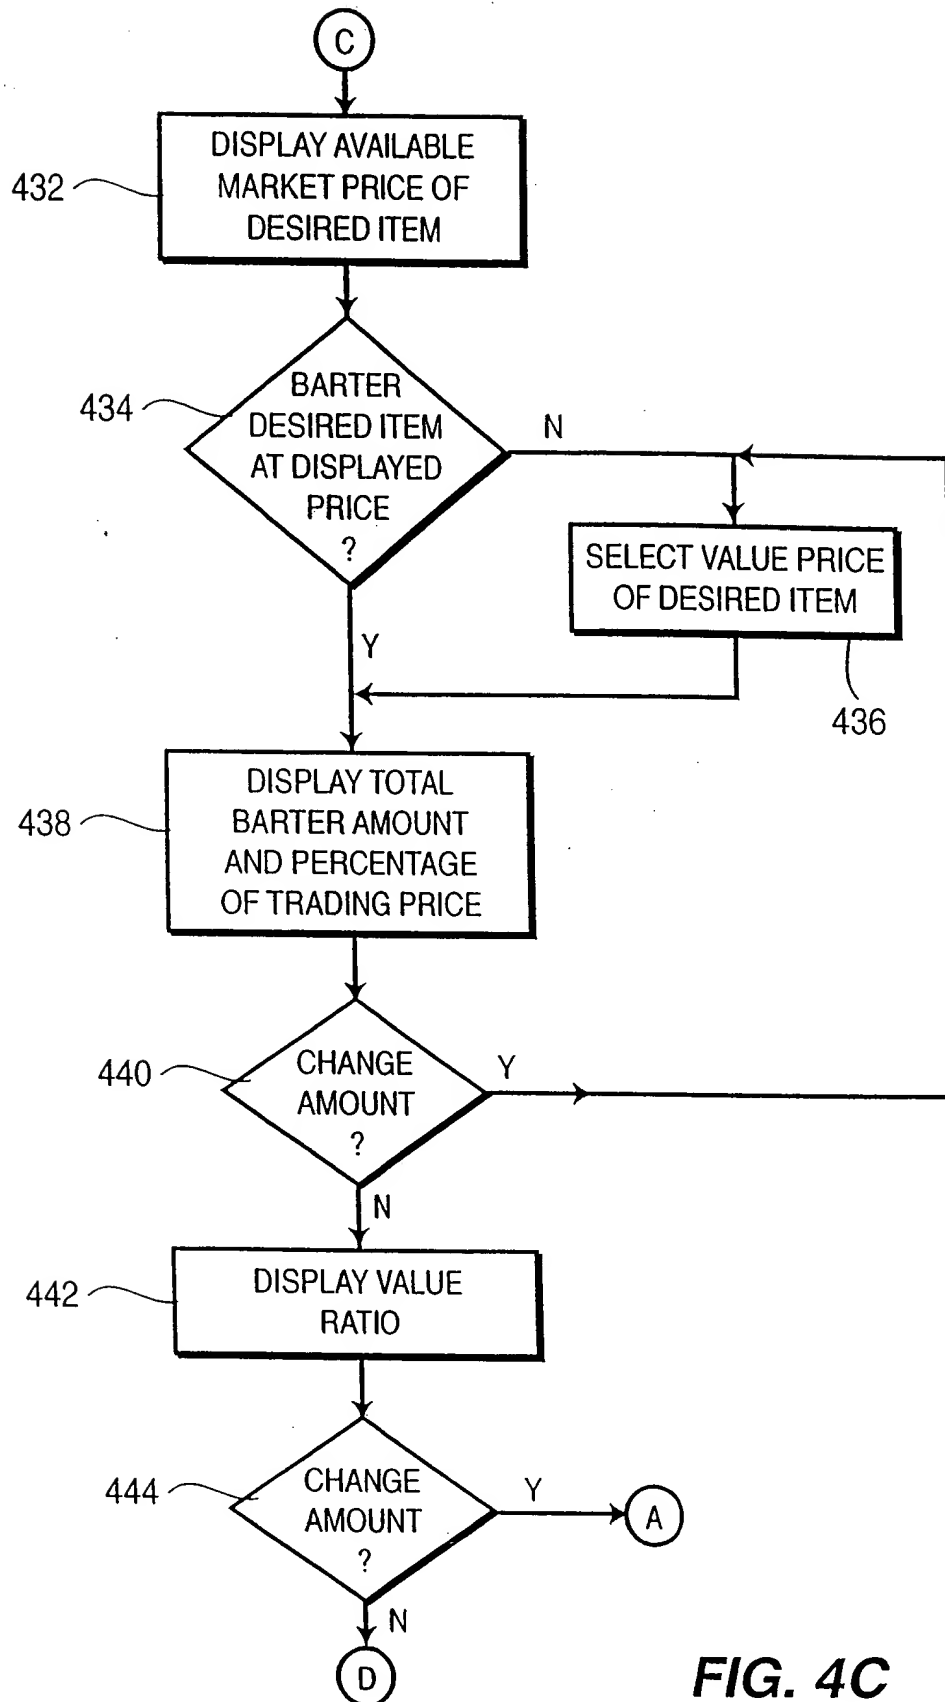 C
DISPLAY AVAILABLE
MARKET PRICE OF
DESIRED ITEM
432
BARTER
DESIRED ITEM
AT DISPLAYED
PRICE
?
434
N
SELECT VALUE PRICE
OF DESIRED ITEM
436
Y
DISPLAY TOTAL
BARTER AMOUNT
AND PERCENTAGE
OF TRADING PRICE
438
CHANGE
AMOUNT
?
440
Y
N
DISPLAY VALUE
RATIO
442
CHANGE
AMOUNT
?
444
Y
A
N
D
FIG. 4C